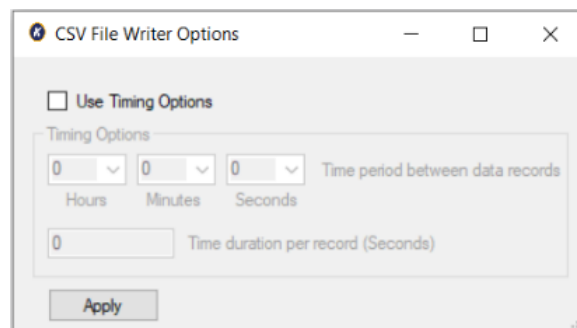 CSV File Writer Options
Use Timing Options
Timing Options
0 0 0 Time period between data records
Hours Minutes Seconds
0 Time duration per record (Seconds)
Apply